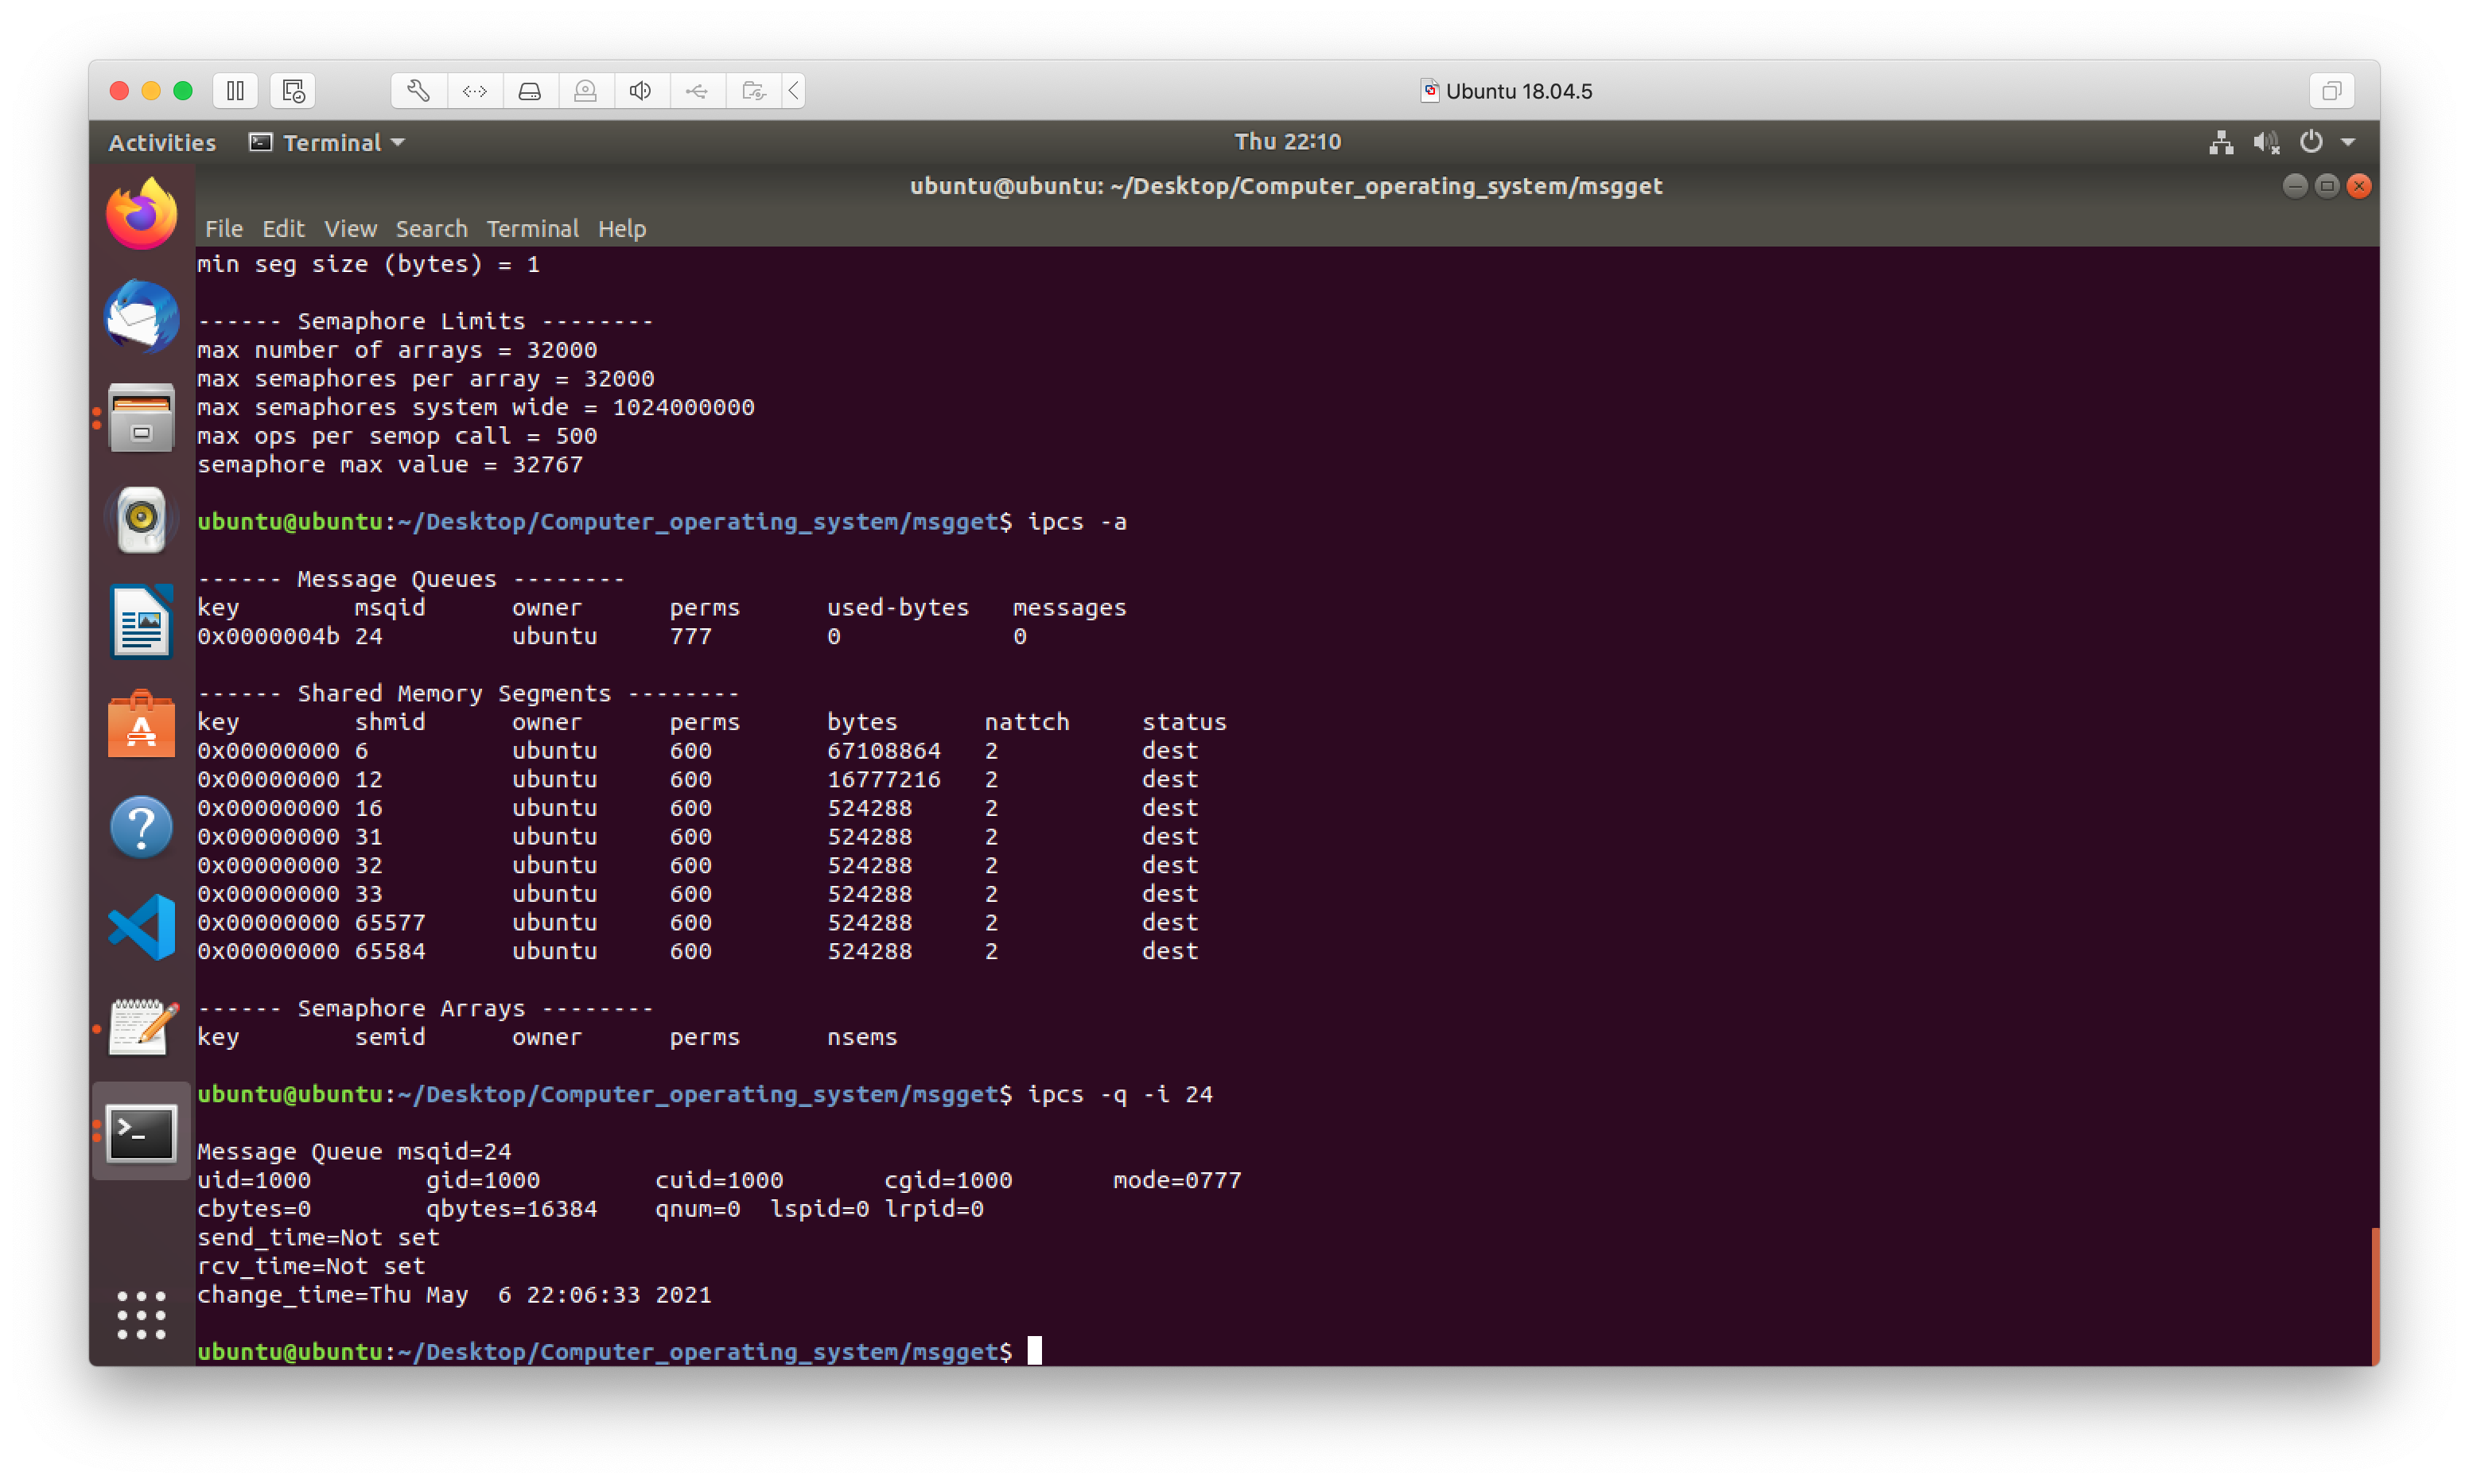 Ubuntu 18.04.5
Activities Terminal Thu 22:10
ubuntu@ubuntu: ~/Desktop/Computer_operating_system/msgget
File Edit View Search Terminal Help
min seg size (bytes) = 1
------ Semaphore Limits --------
max number of arrays = 32000
max semaphores per array = 32000
max semaphores system wide = 1024000000
max ops per semop call = 500
semaphore max value = 32767
ubuntu@ubuntu:~/Desktop/Computer_operating_system/msgget$ ipcs -a
------ Message Queues --------
key msqid owner perms used-bytes messages
0x0000004b 24 ubuntu 777 0 0
------ Shared Memory Segments --------
key shmid owner perms bytes nattch status
0x00000000 6 ubuntu 600 67108864 2 dest
0x00000000 12 ubuntu 600 16777216 2 dest
0x00000000 16 ubuntu 600 524288 2 dest
0x00000000 31 ubuntu 600 524288 2 dest
0x00000000 32 ubuntu 600 524288 2 dest
0x00000000 33 ubuntu 600 524288 2 dest
0x00000000 65577 ubuntu 600 524288 2 dest
0x00000000 65584 ubuntu 600 524288 2 dest
------ Semaphore Arrays --------
key semid owner perms nsems
ubuntu@ubuntu:~/Desktop/Computer_operating_system/msgget$ ipcs -q -i 24
Message Queue msqid=24
uid=1000 gid=1000 cuid=1000 cgid=1000 mode=0777
cbytes=0 qbytes=16384 qnum=0 lspid=0 lrpid=0
send_time=Not set
rcv_time=Not set
change_time=Thu May  6 22:06:33 2021
ubuntu@ubuntu:~/Desktop/Computer_operating_system/msgget$